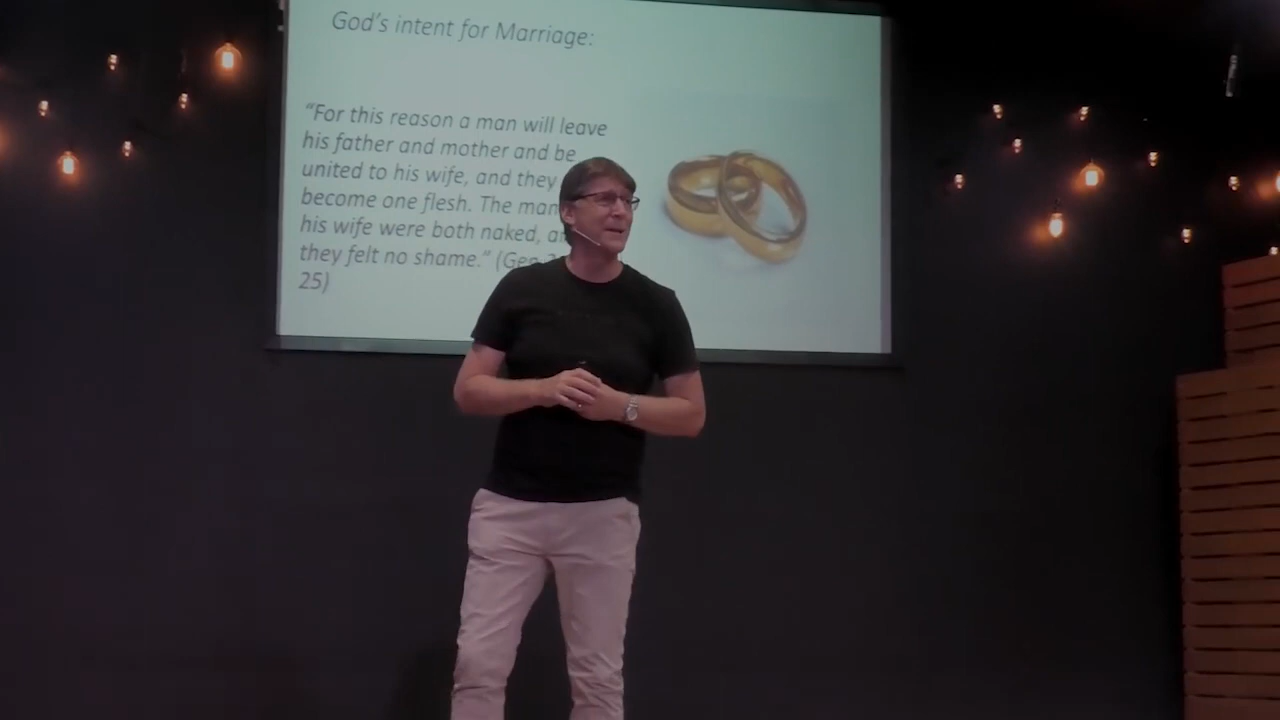 God's intent for Marriage:
“For this reason a man will leave
his father and mother and be
united to his wife, and they
become one flesh. The man
his wife were both naked, a
they felt no shame.” (Gen
25)